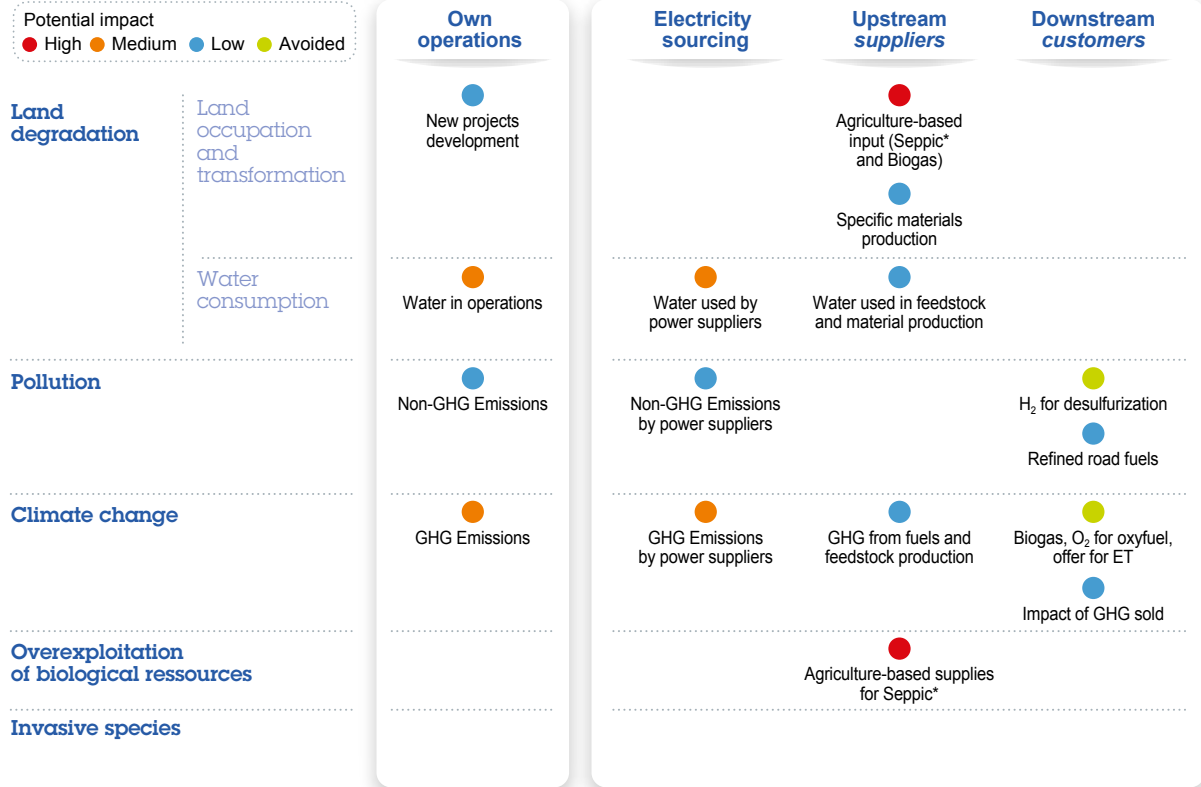 Potential impact
High Medium Low Avoided
Own
operations
Electricity
sourcing
Upstream
suppliers
Downstream
customers
Land
degradation
Land
occupation
and
transformation
New projects
development
Agriculture-based
input (Seppic*
and Biogas)
Specific materials
production
Water
consumption
Water in operations
Water used by
power suppliers
Water used in feedstock
and material production
Pollution
Non-GHG Emissions
Non-GHG Emissions
by power suppliers
H₂ for desulfurization
Refined road fuels
Climate change
GHG Emissions
GHG Emissions
by power suppliers
GHG from fuels and
feedstock production
Biogas, O₂ for oxyfuel,
offer for ET
Impact of GHG sold
Overexploitation
of biological ressources
Agriculture-based supplies
for Seppic*
Invasive species